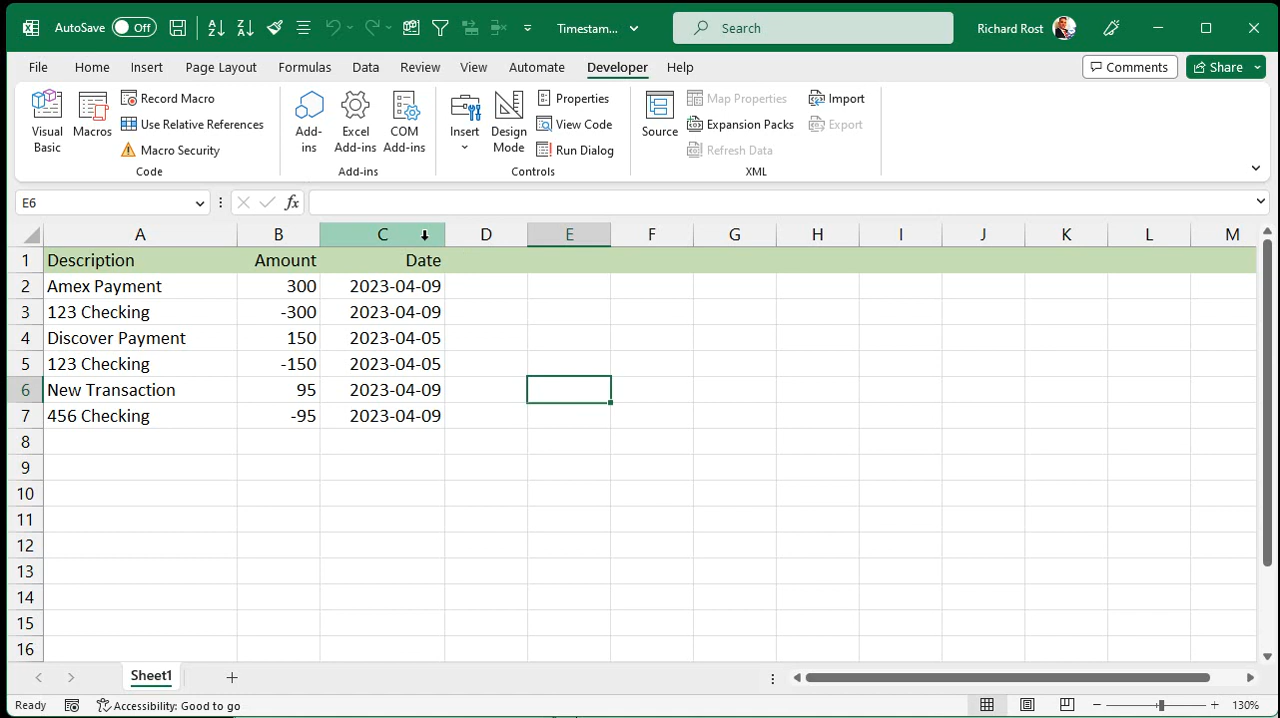 AutoSave Off Timestam... Search Richard Rost
File Home Insert Page Layout Formulas Data Review View Automate Developer Help Comments Share
Visual Basic
Macros
Record Macro
Use Relative References
Macro Security
Code
Add-ins
Excel Add-ins
COM Add-ins
Add-ins
Insert
Design Mode
Properties
View Code
Run Dialog
Controls
Source
Map Properties
Expansion Packs
Refresh Data
Import
Export
XML
E6 fx
A B C D E F G H I J K L M
1 Description Amount Date
2 Amex Payment 300 2023-04-09
3 123 Checking -300 2023-04-09
4 Discover Payment 150 2023-04-05
5 123 Checking -150 2023-04-05
6 New Transaction 95 2023-04-09
7 456 Checking -95 2023-04-09
8
9
10
11
12
13
14
15
16
Sheet1
Ready Accessibility: Good to go 130%